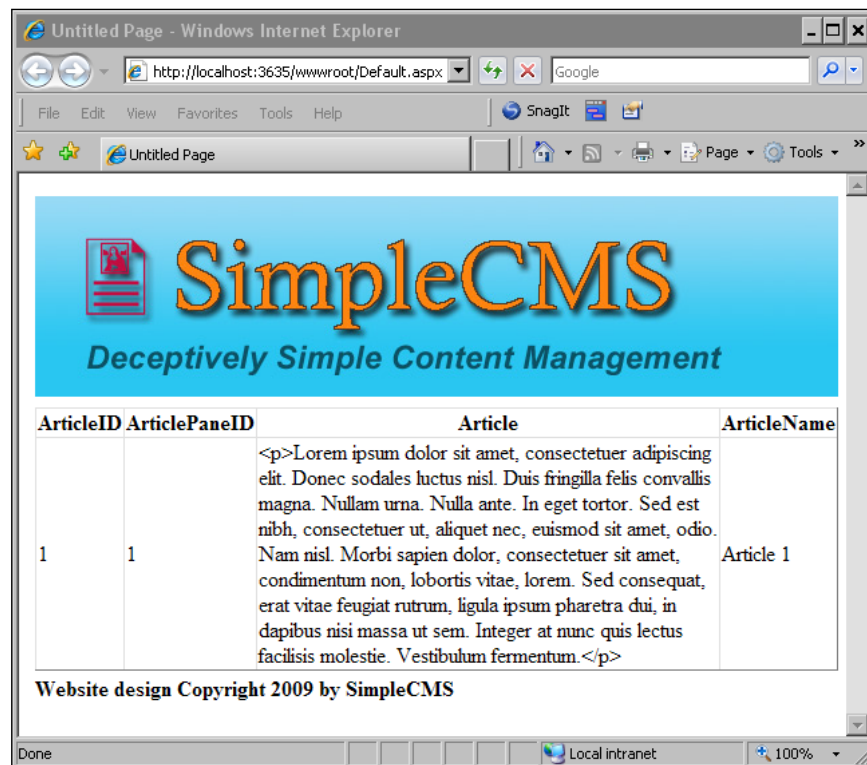 Untitled Page - Windows Internet Explorer
http://localhost:3635/wwwroot/Default.aspx
Google
File Edit View Favorites Tools Help
SnagIt
Untitled Page
Page
Tools
»
SimpleCMS
Deceptively Simple Content Management
ArticleID ArticlePaneID Article ArticleName
<p>Lorem ipsum dolor sit amet, consectetuer adipiscing
elit. Donec sodales luctus nisl. Duis fringilla felis convallis
magna. Nullam urna. Nulla ante. In eget tortor. Sed est
nibh, consectetuer ut, aliquet nec, euismod sit amet, odio.
1 1 Nam nisl. Morbi sapien dolor, consectetuer sit amet, Article 1
condimentum non, lobortis vitae, lorem. Sed consequat,
erat vitae feugiat rutrum, ligula ipsum pharetra dui, in
dapibus nisi massa ut sem. Integer at nunc quis lectus
facilisis molestie. Vestibulum fermentum.</p>
Website design Copyright 2009 by SimpleCMS
Done
Local intranet
100%